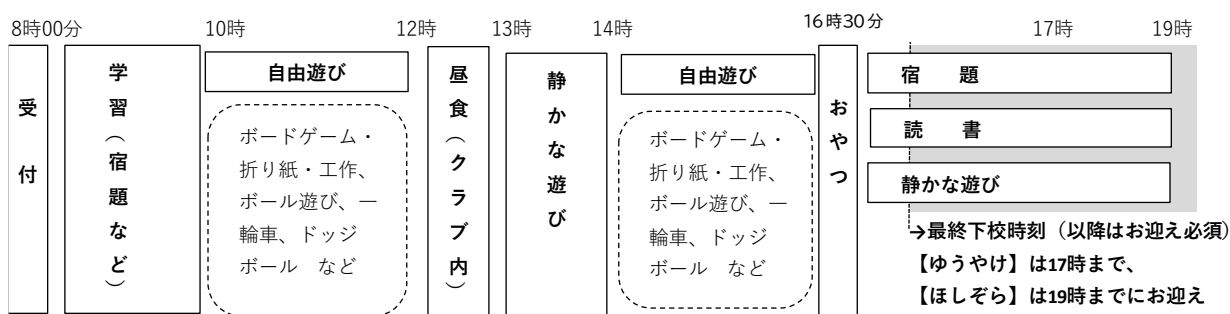 8時00分
10時
12時
13時
14時
16時30分
17時
19時
受付
学習(宿題など)
自由遊び
ボードゲーム・
折り紙・工作、
ボール遊び、一
輪車、ドッジ
ボール など
昼食(クラブ内)
静かな遊び
自由遊び
ボードゲーム・
折り紙・工作、
ボール遊び、一
輪車、ドッジ
ボール など
おやつ
宿 題
読 書
静かな遊び
→最終下校時刻(以降はお迎え必須)
【ゆうやけ】は17時まで、
【ほしぞら】は19時までにお迎え